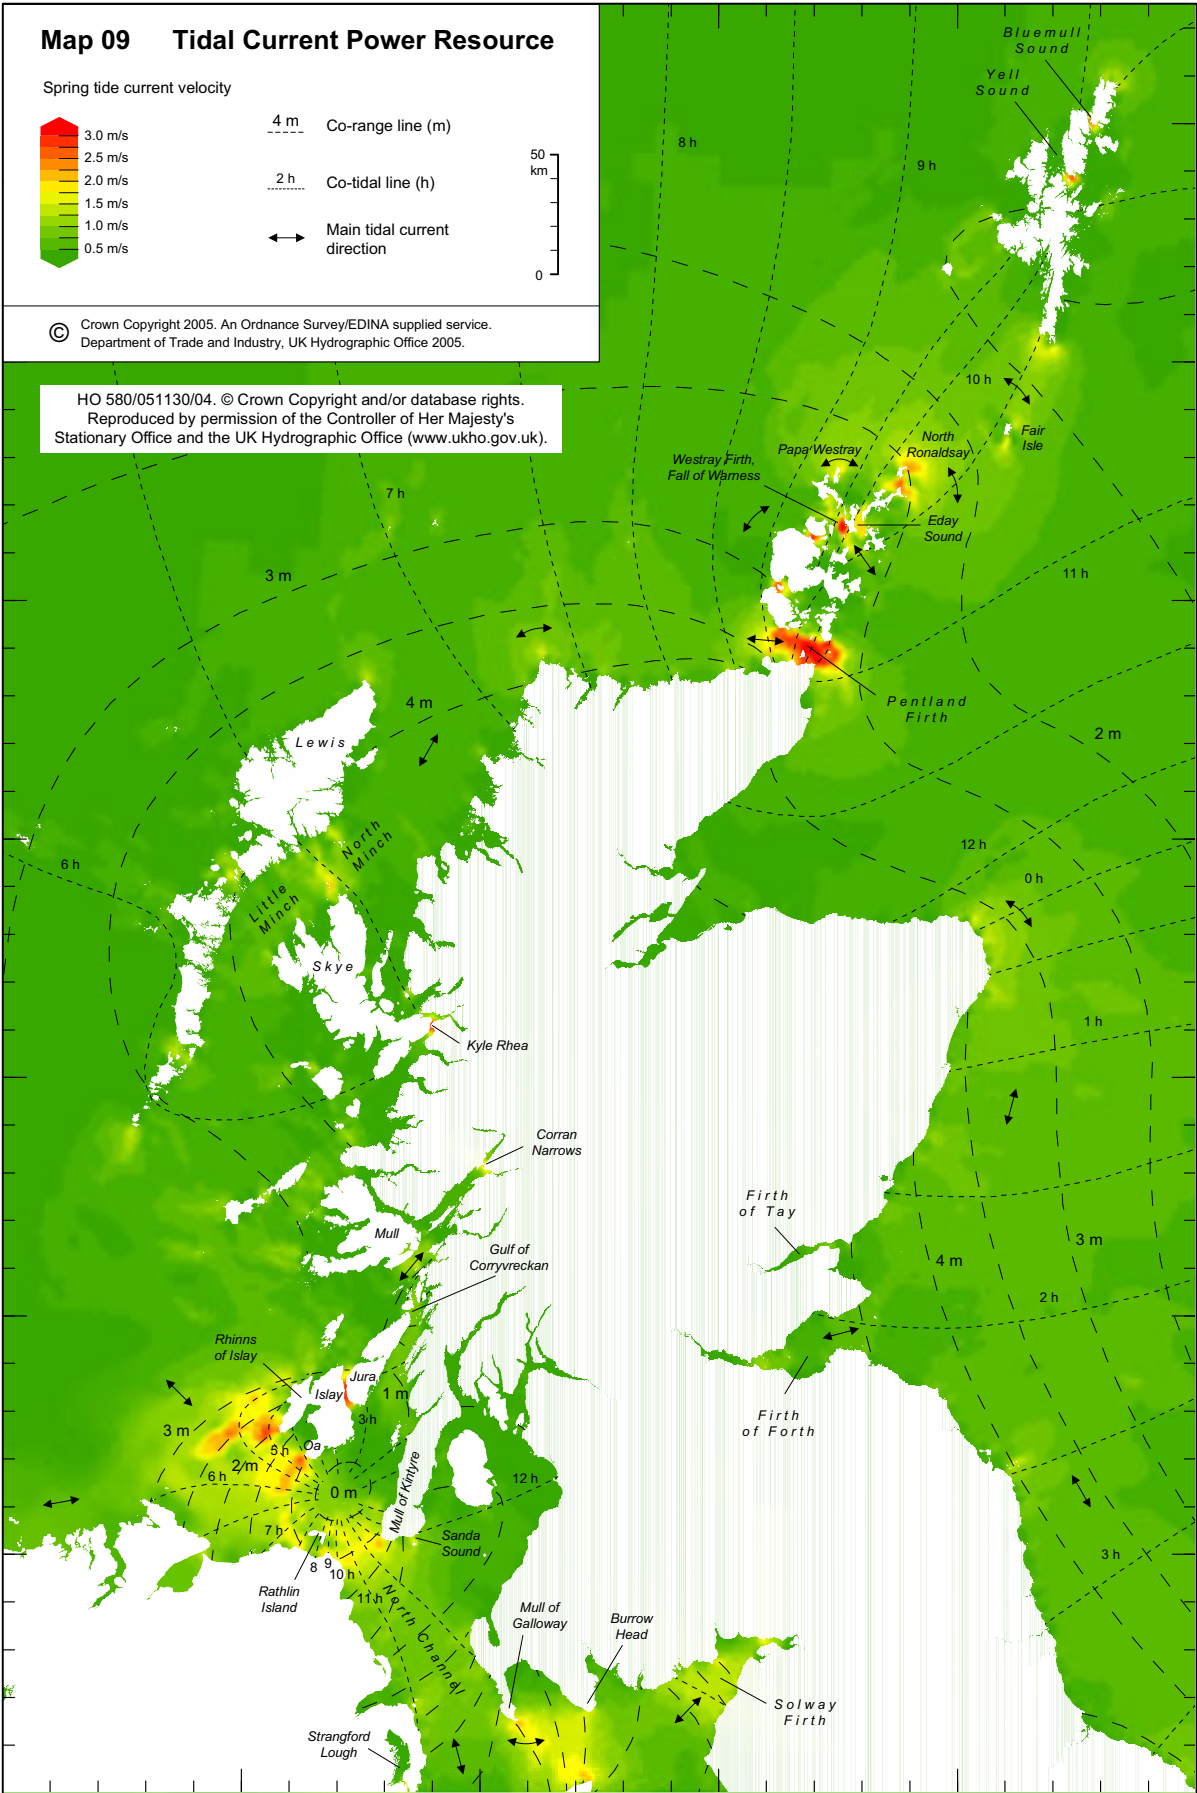 Map 09 Tidal Current Power Resource
Spring tide current velocity
3.0 m/s
2.5 m/s
2.0 m/s
1.5 m/s
1.0 m/s
0.5 m/s
4 m
Co-range line (m)
2 h
Co-tidal line (h)
Main tidal current
direction
50
km
0
© Crown Copyright 2005. An Ordnance Survey/EDINA supplied service.
Department of Trade and Industry, UK Hydrographic Office 2005.
HO 580/051130/04. © Crown Copyright and/or database rights.
Reproduced by permission of the Controller of Her Majesty's
Stationary Office and the UK Hydrographic Office (www.ukho.gov.uk).
Bluemull
Sound
Yell
Sound
8 h
9 h
10 h
Fair
Isle
North
Ronaldsay
Papa Westray
Westray Firth,
Fall of Warness
Eday
Sound
7 h
3 m
11 h
4 m
Pentland
Firth
2 m
Lewis
North
Minch
Little
Minch
6 h
12 h
0 h
Skye
Kyle Rhea
1 h
Corran
Narrows
Firth
of Tay
Mull
Gulf of
Corryvreckan
4 m
3 m
2 h
Rhinns
of Islay
Jura
Islay
1 m
3 h
3 m
Oa
5 h
2 m
6 h
0 m
Mull of Kintyre
12 h
Firth
of Forth
7 h
8
9
10 h
11 h
Sanda
Sound
3 h
Rathlin
Island
North Channel
Mull of
Galloway
Burrow
Head
Solway
Firth
Strangford
Lough